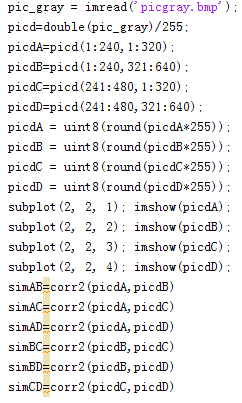 pic_gray = imread('picgray.bmp');
picd=double(pic_gray)/255;
picdA=picd(1:240,1:320);
picdB=picd(1:240,321:640);
picdC=picd(241:480,1:320);
picdD=picd(241:480,321:640);
picdA = uint8(round(picdA*255));
picdB = uint8(round(picdB*255));
picdC = uint8(round(picdC*255));
picdD = uint8(round(picdD*255));
subplot(2, 2, 1); imshow(picdA);
subplot(2, 2, 2); imshow(picdB);
subplot(2, 2, 3); imshow(picdC);
subplot(2, 2, 4); imshow(picdD);
simAB=corr2(picdA,picdB)
simAC=corr2(picdA,picdC)
simAD=corr2(picdA,picdD)
simBC=corr2(picdB,picdC)
simBD=corr2(picdB,picdD)
simCD=corr2(picdC,picdD)